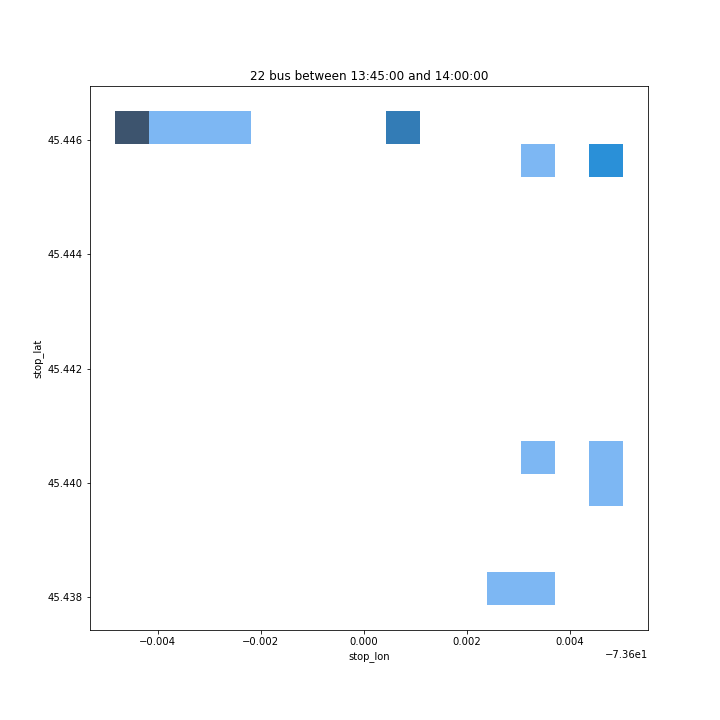 22 bus between 13:45:00 and 14:00:00
45.446
45.444
45.442
45.440
45.438
stop_lat
−0.004 −0.002 0.000 0.002 0.004
stop_lon
−7.36e1